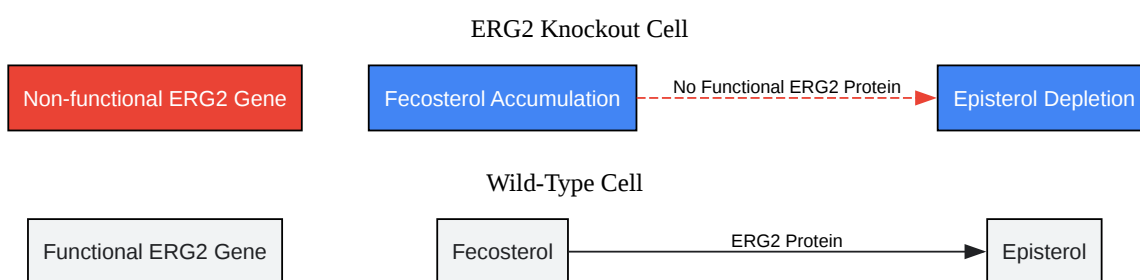 ERG2 Knockout Cell
Non-functional ERG2 Gene
Fecosterol Accumulation
No Functional ERG2 Protein
Episterol Depletion
Wild-Type Cell
Functional ERG2 Gene
Fecosterol
ERG2 Protein
Episterol